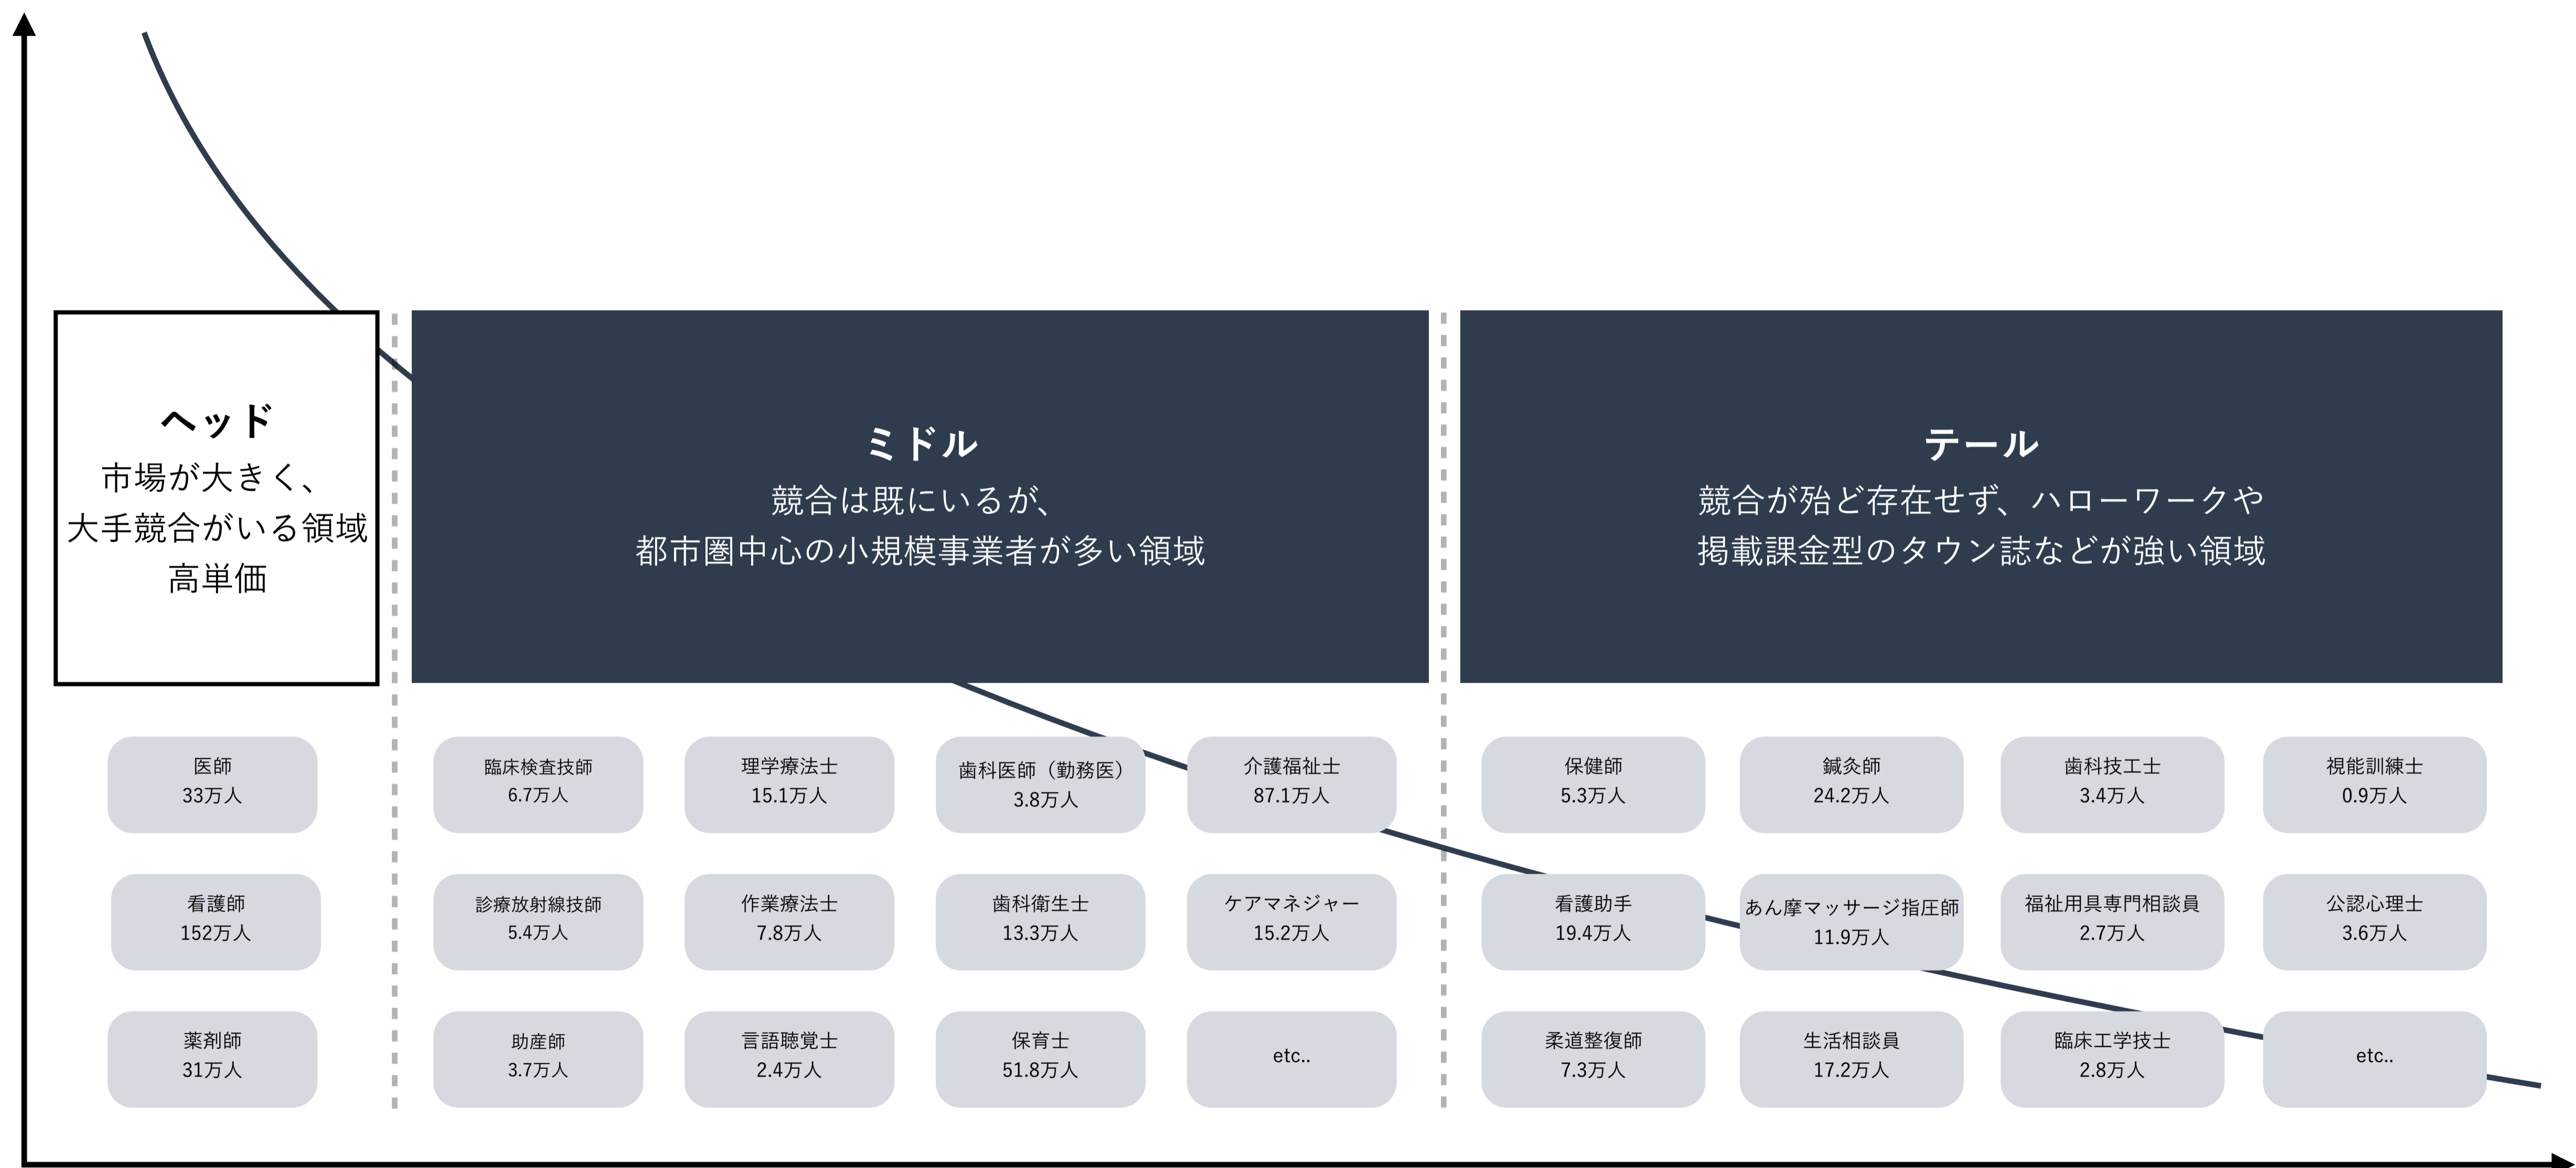 ヘッド
市場が大きく、
大手競合がいる領域
高単価
ミドル
競合は既にいるが、
都市圏中心の小規模事業者が多い領域
テール
競合が殆ど存在せず、ハローワークや
掲載課金型のタウン誌などが強い領域
医師
33万人
看護師
152万人
薬剤師
31万人
臨床検査技師
6.7万人
診療放射線技師
5.4万人
助産師
3.7万人
理学療法士
15.1万人
作業療法士
7.8万人
言語聴覚士
2.4万人
歯科医師（勤務医）
3.8万人
歯科衛生士
13.3万人
保育士
51.8万人
介護福祉士
87.1万人
ケアマネジャー
15.2万人
etc..
保健師
5.3万人
看護助手
19.4万人
柔道整復師
7.3万人
鍼灸師
24.2万人
あん摩マッサージ指圧師
11.9万人
生活相談員
17.2万人
歯科技工士
3.4万人
福祉用具専門相談員
2.7万人
臨床工学技士
2.8万人
視能訓練士
0.9万人
公認心理士
3.6万人
etc..